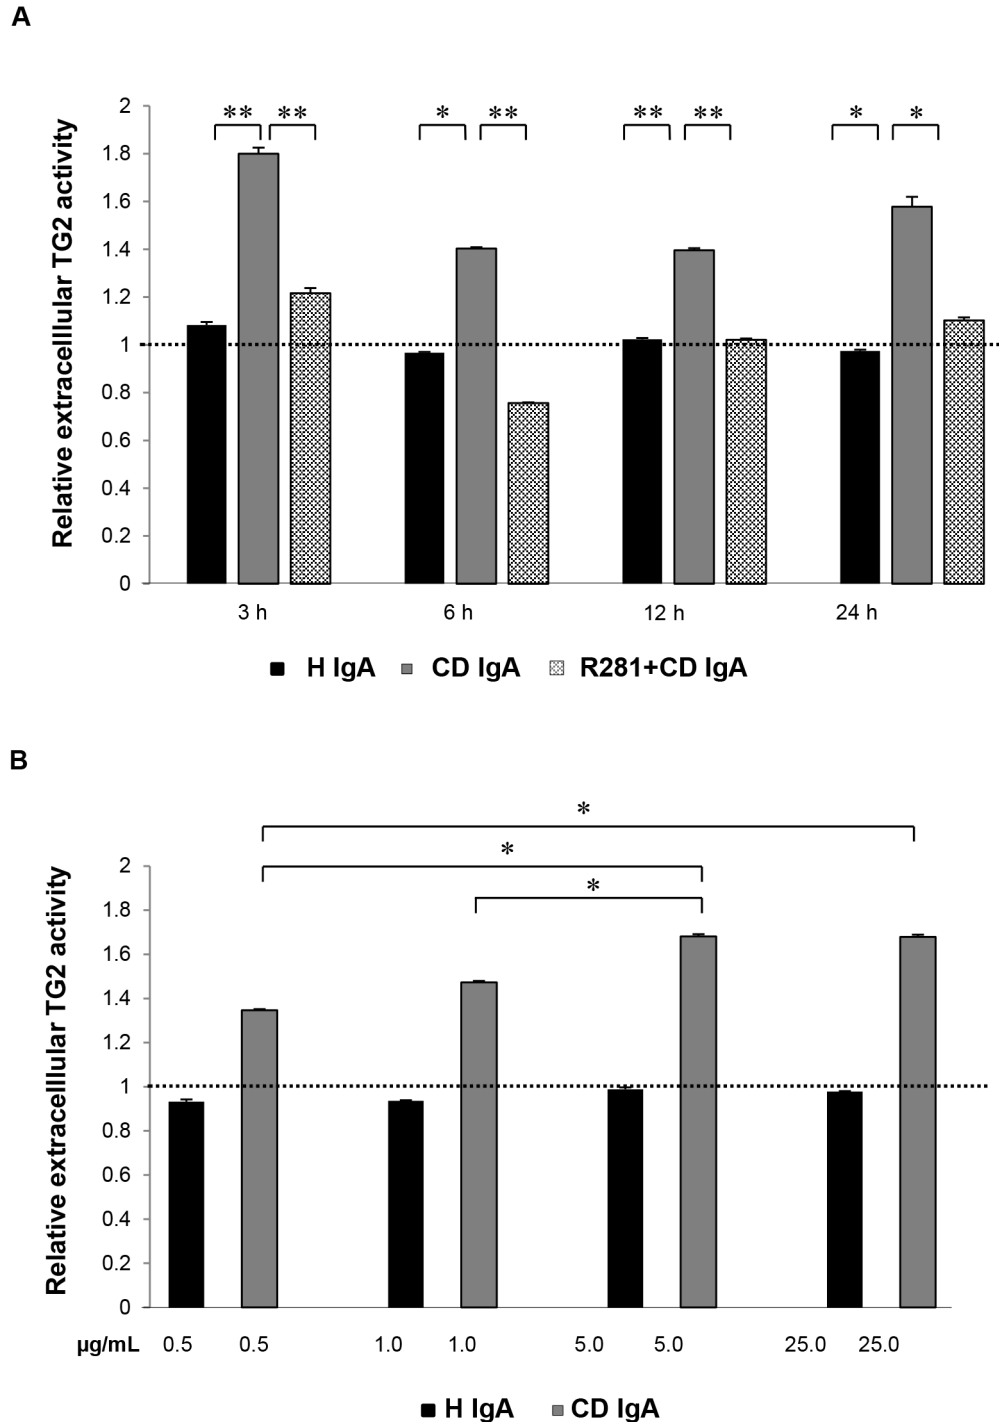 A
** ** * ** ** ** * *
Relative extracelllular TG2 activity
2
1.8
1.6
1.4
1.2
1
0.8
0.6
0.4
0.2
0
3 h 6 h 12 h 24 h
H IgA CD IgA R281+CD IgA
B
*
*
*
Relative extracelllular TG2 activity
2
1.8
1.6
1.4
1.2
1
0.8
0.6
0.4
0.2
0
µg/mL 0.5 0.5 1.0 1.0 5.0 5.0 25.0 25.0
H IgA CD IgA